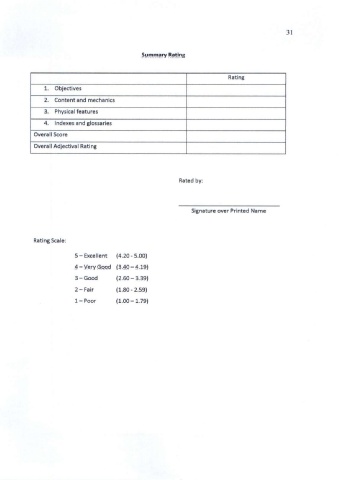 31
Summary Rating
Rating
1. Objectives
2. Content and mechanics
3. Physical features
4. Indexes and glossaries
Overall Score
Overall Adjectival Rating
Rated by:
Signature over Printed Name
Rating Scale:
5 – Excellent (4.20 - 5.00)
4 – Very Good (3.40 – 4.19)
3 – Good (2.60 – 3.39)
2 – Fair (1.80 - 2.59)
1 – Poor (1.00 – 1.79)